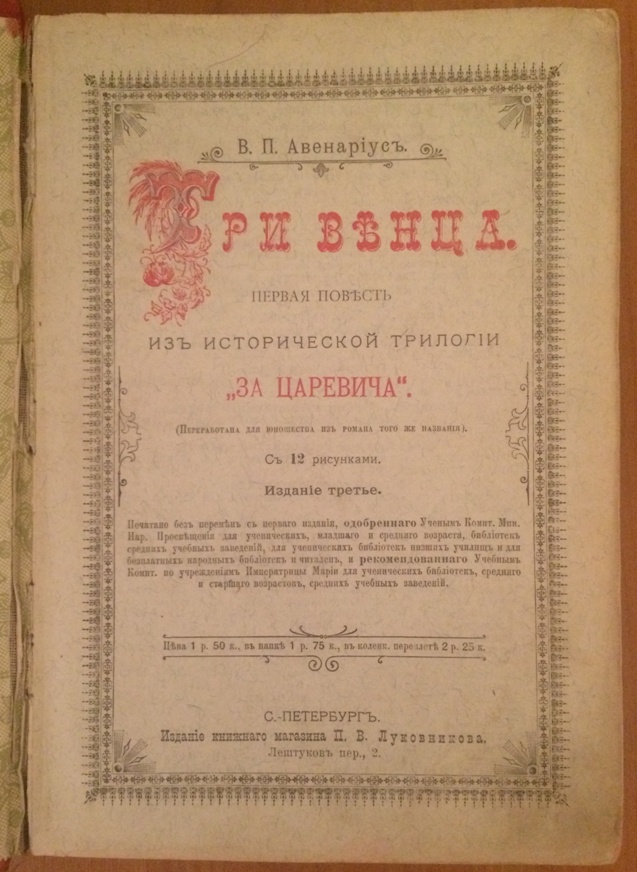 В. П. Авенаріусъ.
ТРИ ВѢНЦА.
ПЕРВАЯ ПОВѢСТЬ
ИЗЪ ИСТОРИЧЕСКОЙ ТРИЛОГІИ
„ЗА ЦАРЕВИЧА“.
(Переработана для юношества изъ романа того же названія).
Съ 12 рисунками.
Изданіе третье.
Печатано безъ перемѣнъ съ перваго изданія, одобреннаго Ученымъ Комит. Мин.
Нар. Просвѣщенія для ученическихъ, младшаго и средняго возраста, библіотекъ
среднихъ учебныхъ заведеній, для ученическихъ библіотекъ низшихъ училищъ и для
безплатныхъ народныхъ библіотек и читаленъ, и рекомендованнаго Ученымъ
Комит. по учрежденіямъ Императрицы Маріи для ученическихъ библіотекъ, средняго
и старшаго возрастовъ, среднихъ учебныхъ заведеній.
Цѣна 1 р. 50 к., въ папкѣ 1 р. 75 к., въ коленк. переплетѣ 2 р. 25 к.
С.-ПЕТЕРБУРГЪ.
Изданіе книжнаго магазина П. В. Луковникова.
Лештуковъ пер., 2.